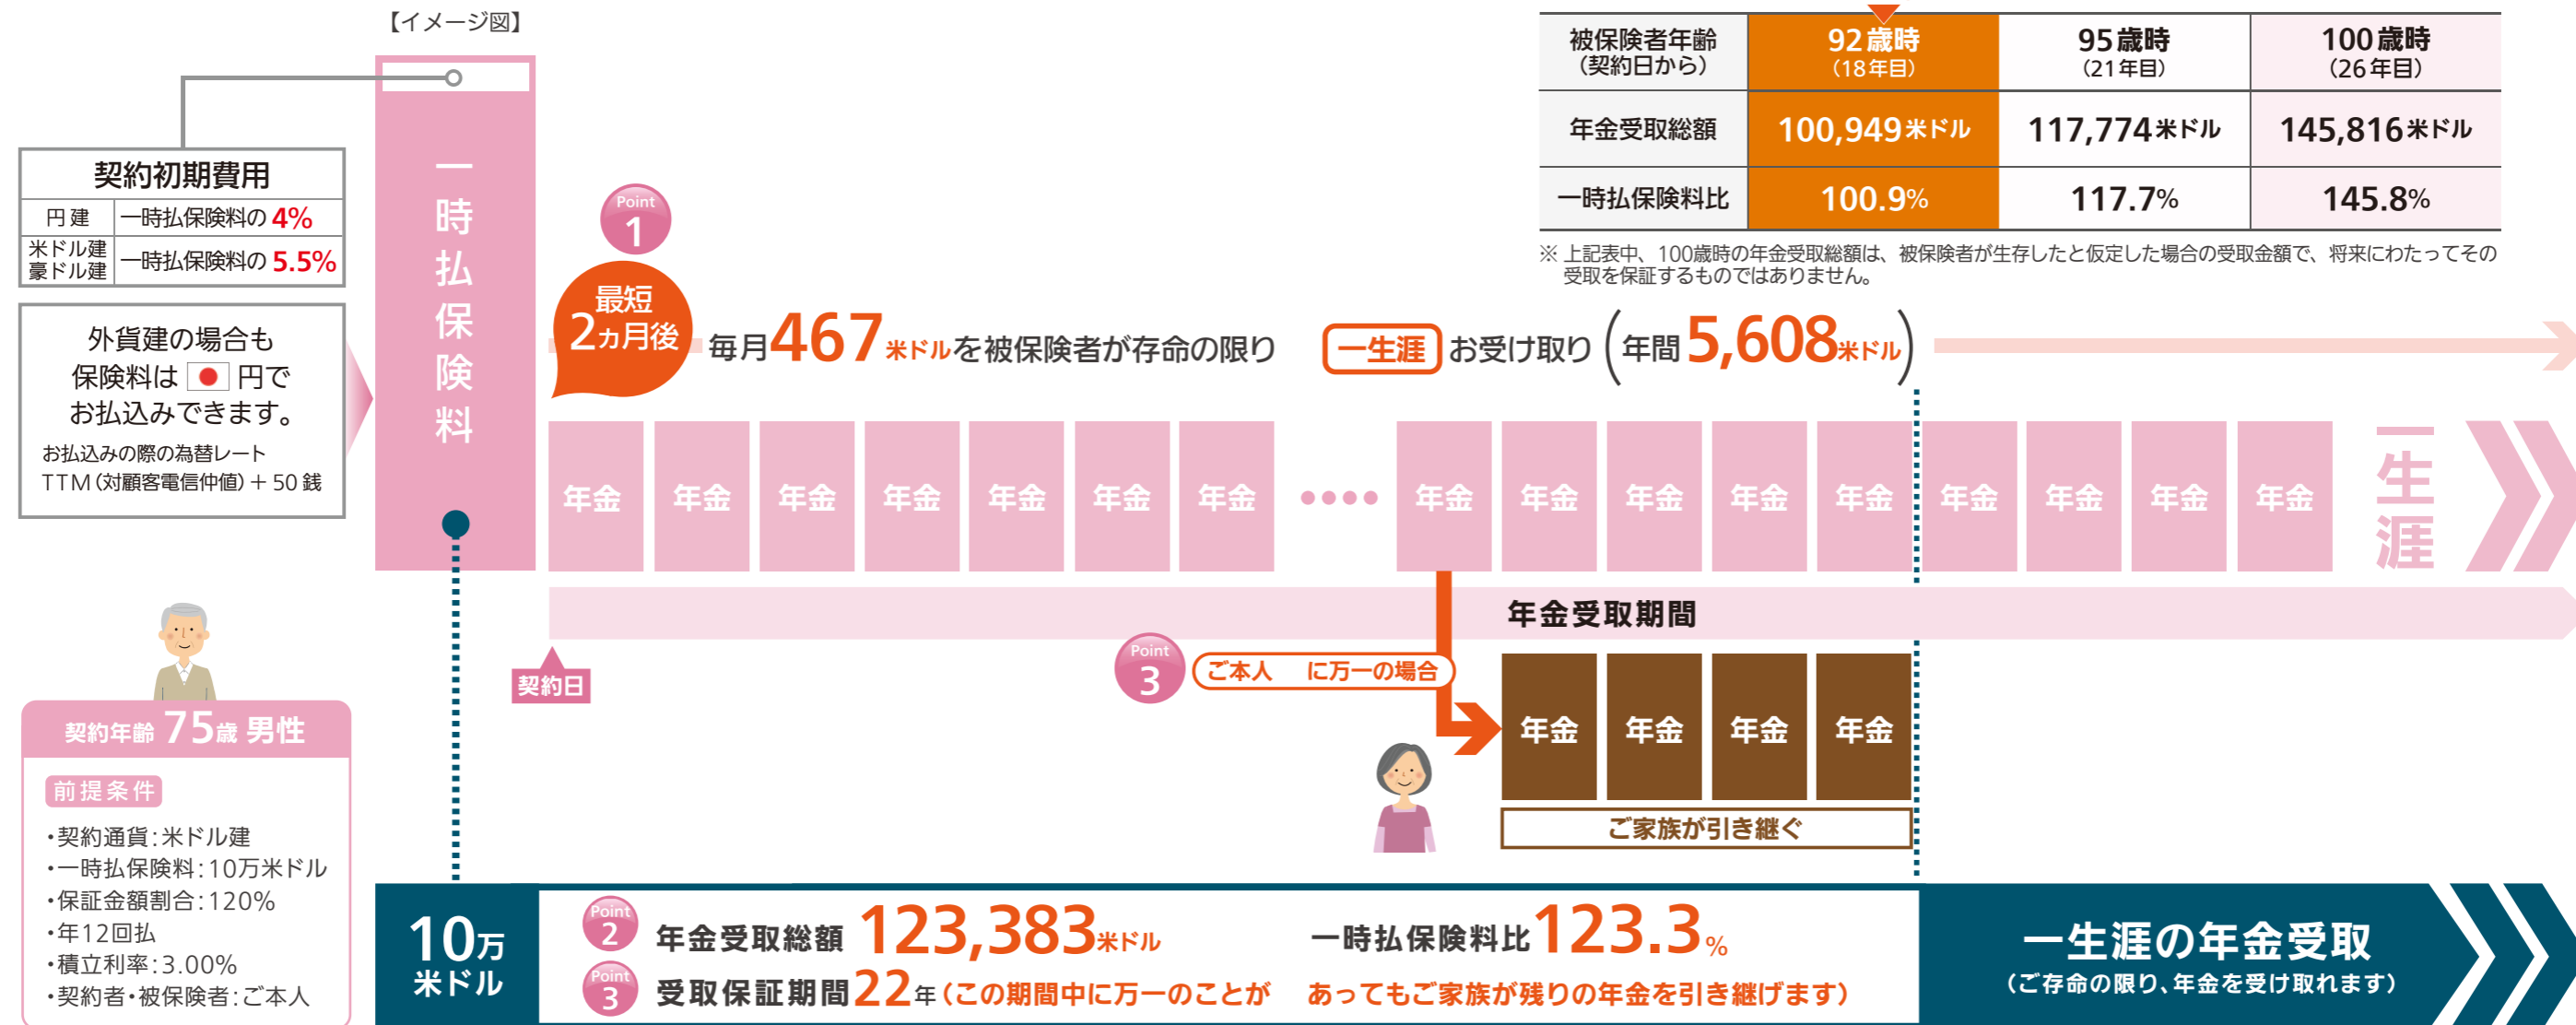 【イメージ図】
一時払保険料
契約初期費用
円建 一時払保険料の4%
米ドル建
豪ドル建
一時払保険料の5.5%
外貨建の場合も
保険料は 円で
お払込みできます。
お払込みの際の為替レート
TTM(対顧客電信仲値)+50銭
被保険者年齢
(契約日から)
92歳時
(18年目)
95歳時
(21年目)
100歳時
(26年目)
年金受取総額 100,949米ドル 117,774米ドル 145,816米ドル
一時払保険料比 100.9% 117.7% 145.8%
※ 上記表中、100歳時の年金受取総額は、被保険者が生存したと仮定した場合の受取金額で、将来にわたってその
受取を保証するものではありません。
Point
1
最短
2ヵ月後
毎月467米ドルを被保険者が存命の限り 一生涯 お受け取り(年間5,608米ドル)
年金 年金 年金 年金 年金 年金 年金 •••• 年金 年金 年金 年金 年金 年金 年金 年金 年金
一生涯
年金受取期間
契約日
Point
3
ご本人 に万一の場合
年金 年金 年金 年金
ご家族が引き継ぐ
契約年齢 75歳 男性
前提条件
・契約通貨:米ドル建
・一時払保険料:10万米ドル
・保証金額割合:120%
・年12回払
・積立利率:3.00%
・契約者・被保険者:ご本人
10万
米ドル
Point
2
年金受取総額 123,383米ドル 一時払保険料比123.3%
Point
3
受取保証期間22年(この期間中に万一のことが あってもご家族が残りの年金を引き継げます)
一生涯の年金受取
(ご存命の限り、年金を受け取れます)